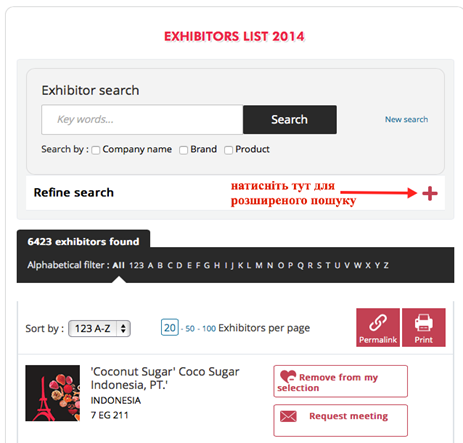 EXHIBITORS LIST 2014
Exhibitor search
Key words...
Search
New search
Search by : Company name Brand Product
Refine search
натисніть тут для
розширеного пошуку
6423 exhibitors found
Alphabetical filter : All 123 A B C D E F G H I J K L M N O P Q R S T U V W X Y Z
Sort by : 123 A-Z 20 - 50 - 100 Exhibitors per page
Permalink
Print
'Coconut Sugar' Coco Sugar
Indonesia, PT.'
INDONESIA
7 EG 211
Remove from my
selection
Request meeting